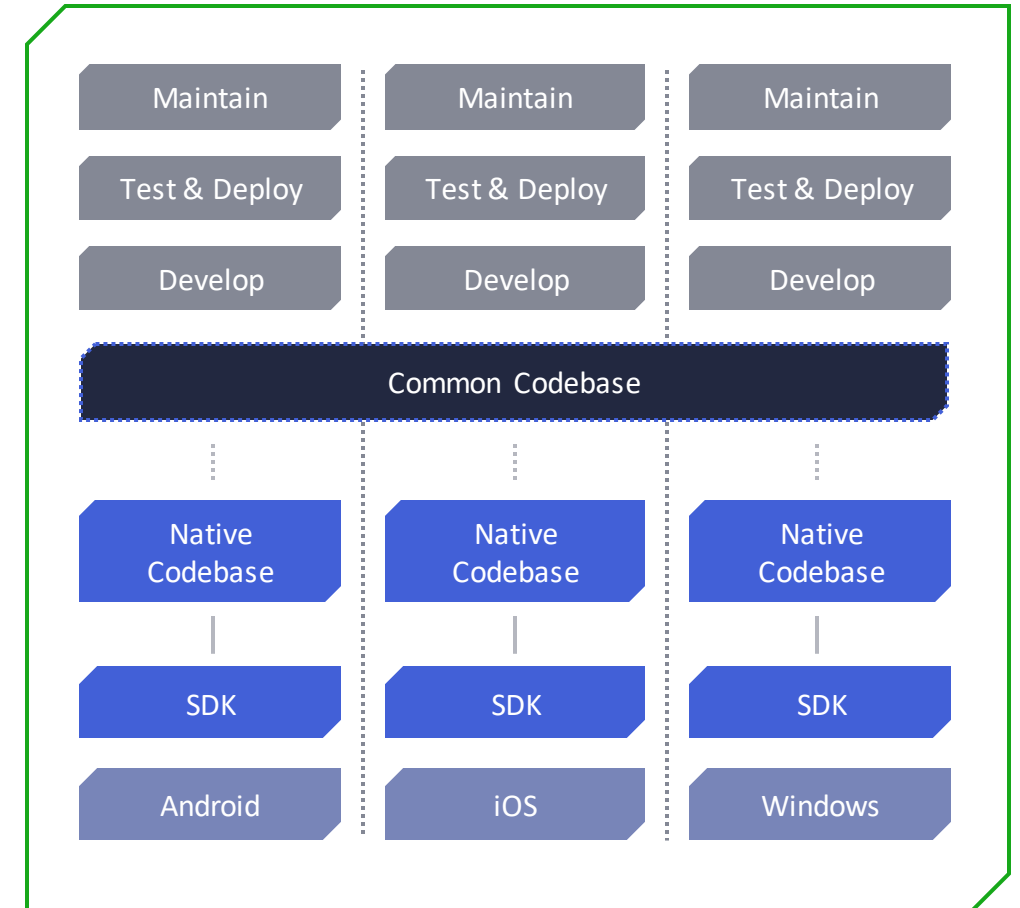 Maintain
Maintain
Maintain
Test & Deploy
Test & Deploy
Test & Deploy
Develop
Develop
Develop
Common Codebase
Native
Codebase
Native
Codebase
Native
Codebase
SDK
SDK
SDK
Android
iOS
Windows